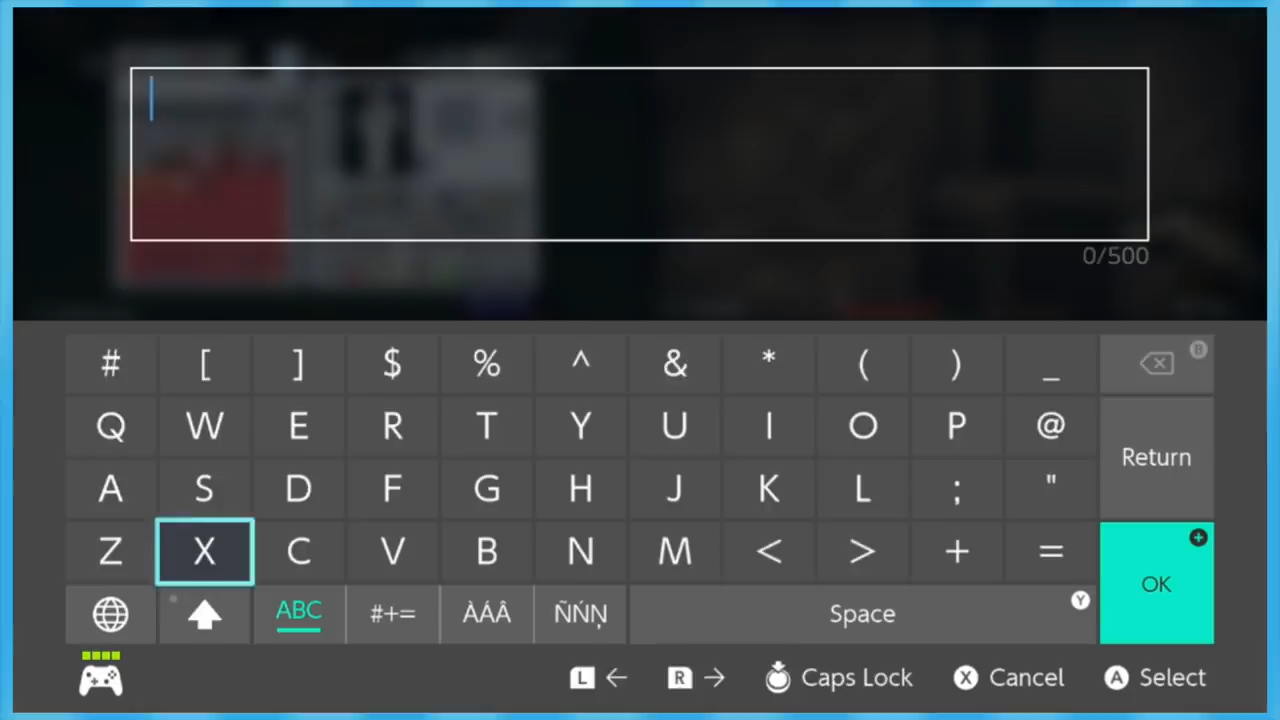 0/500
# [ ] $ % ^ & * ( ) _ B
Q W E R T Y U I O P @
Return
A S D F G H J K L ; "
Z X C V B N M < > + =
OK
ABC #+= ÀÁÂ ÑŃŅ Space Y
L ← R → Caps Lock X Cancel A Select